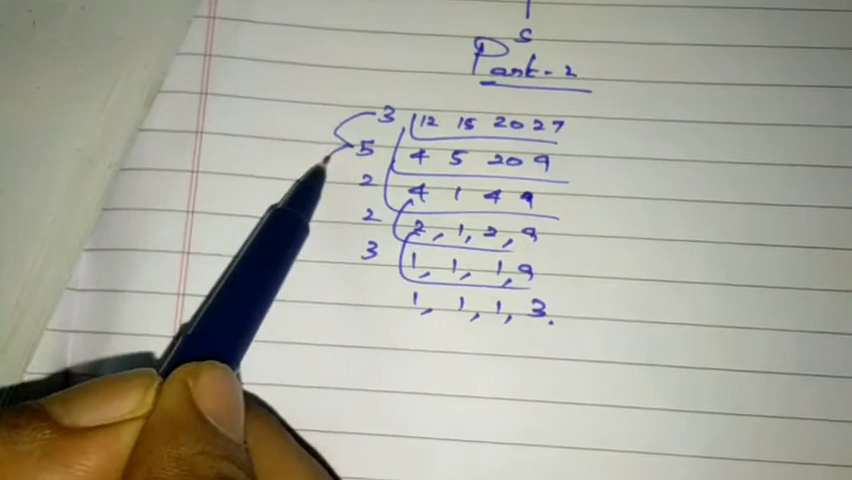 5
Part-2
3 12 15 20 27
5 4 5 20 9
2 4 1 4 9
2 2, 1, 2, 9
3 1, 1, 1, 9
1, 1, 1, 3.